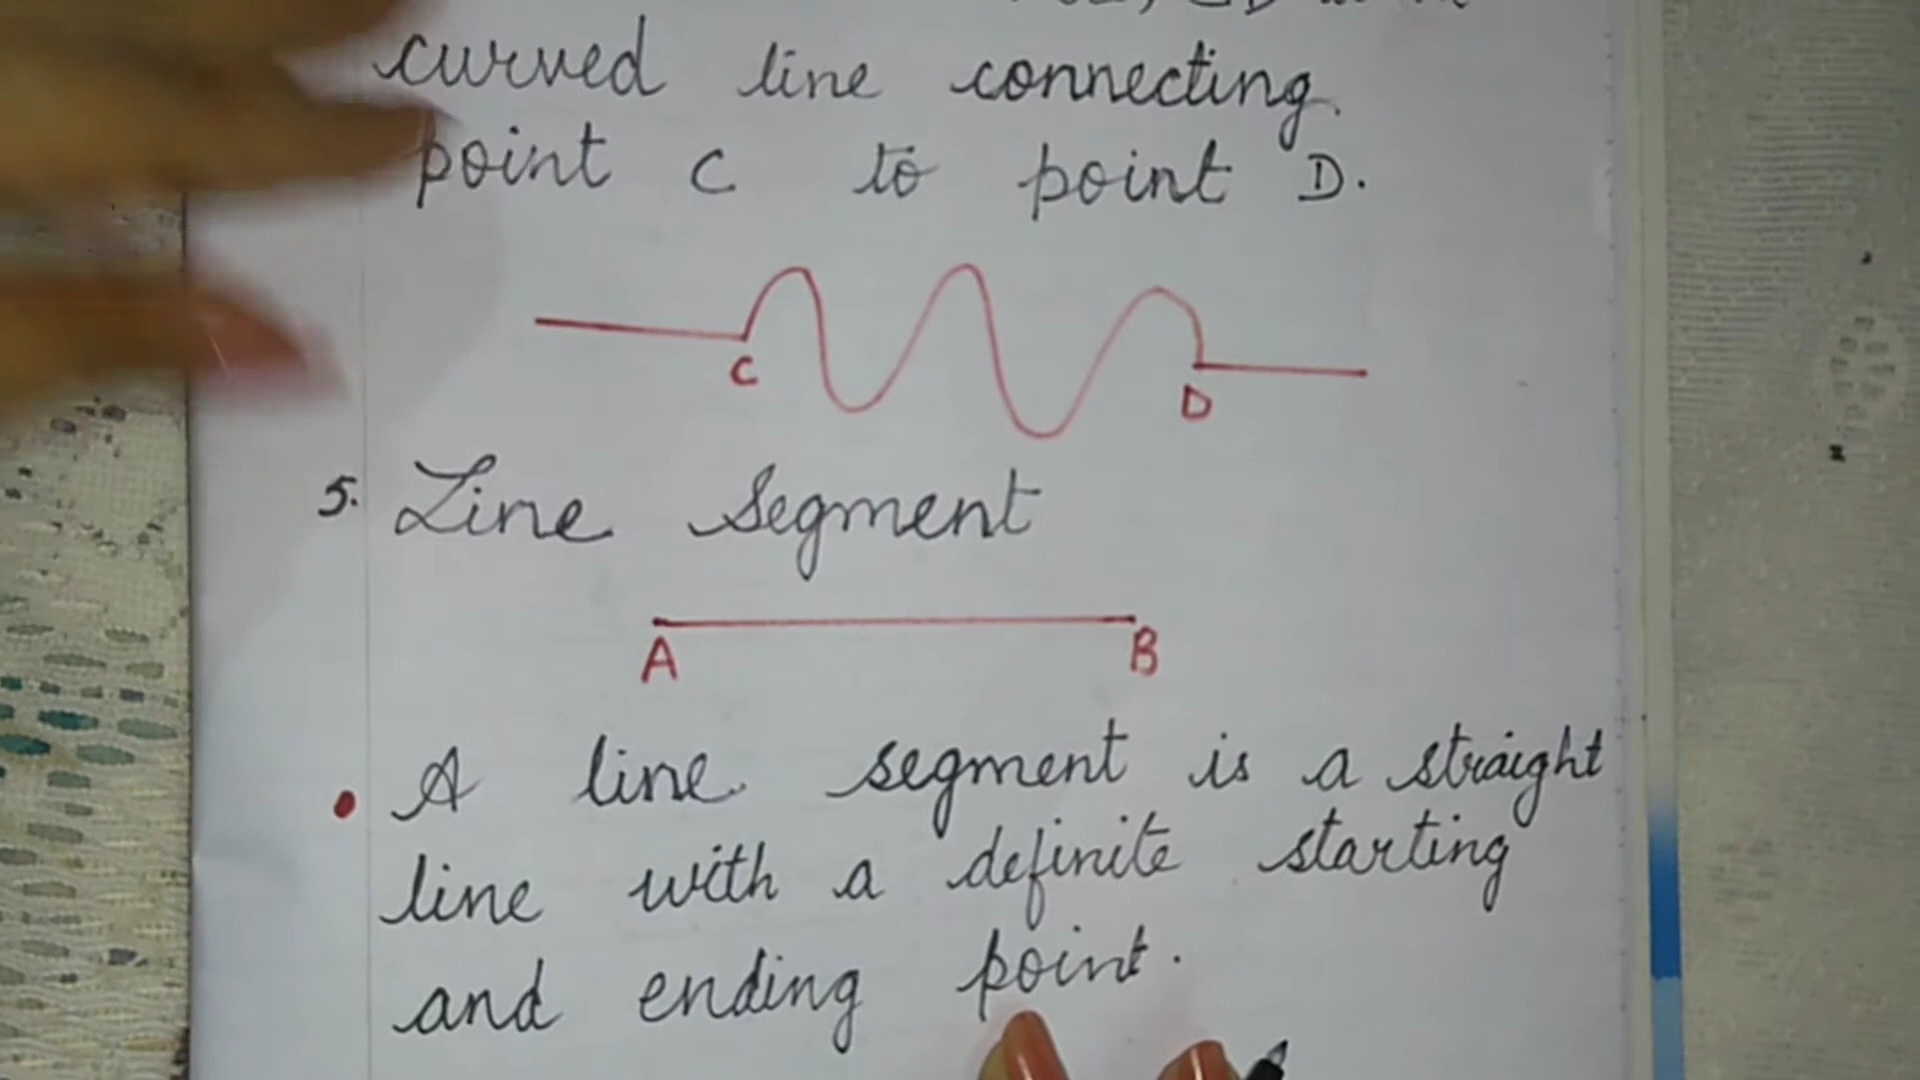 curved line connecting
point C to point D.
C
D
5. Line Segment
A B
• A line segment is a straight
line with a definite starting
and ending point.